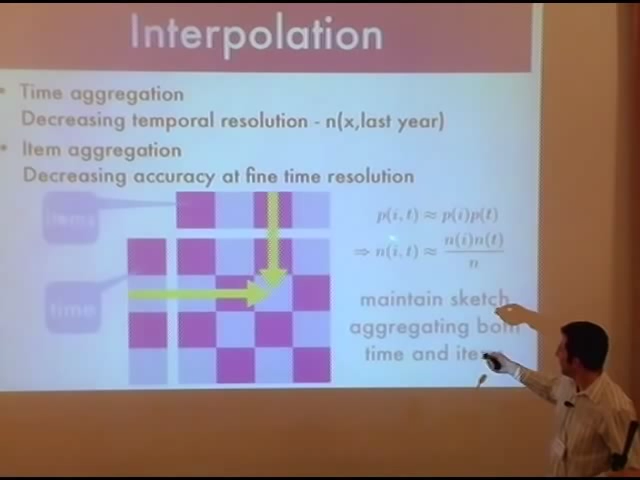 Interpolation
• Time aggregation
Decreasing temporal resolution - n(x,last year)
• Item aggregation
Decreasing accuracy at fine time resolution
items
time
p(i, t) ≈ p(i)p(t)
⇒ n(i, t) ≈ n(i)n(t) / n
maintain sketch
aggregating both
time and items